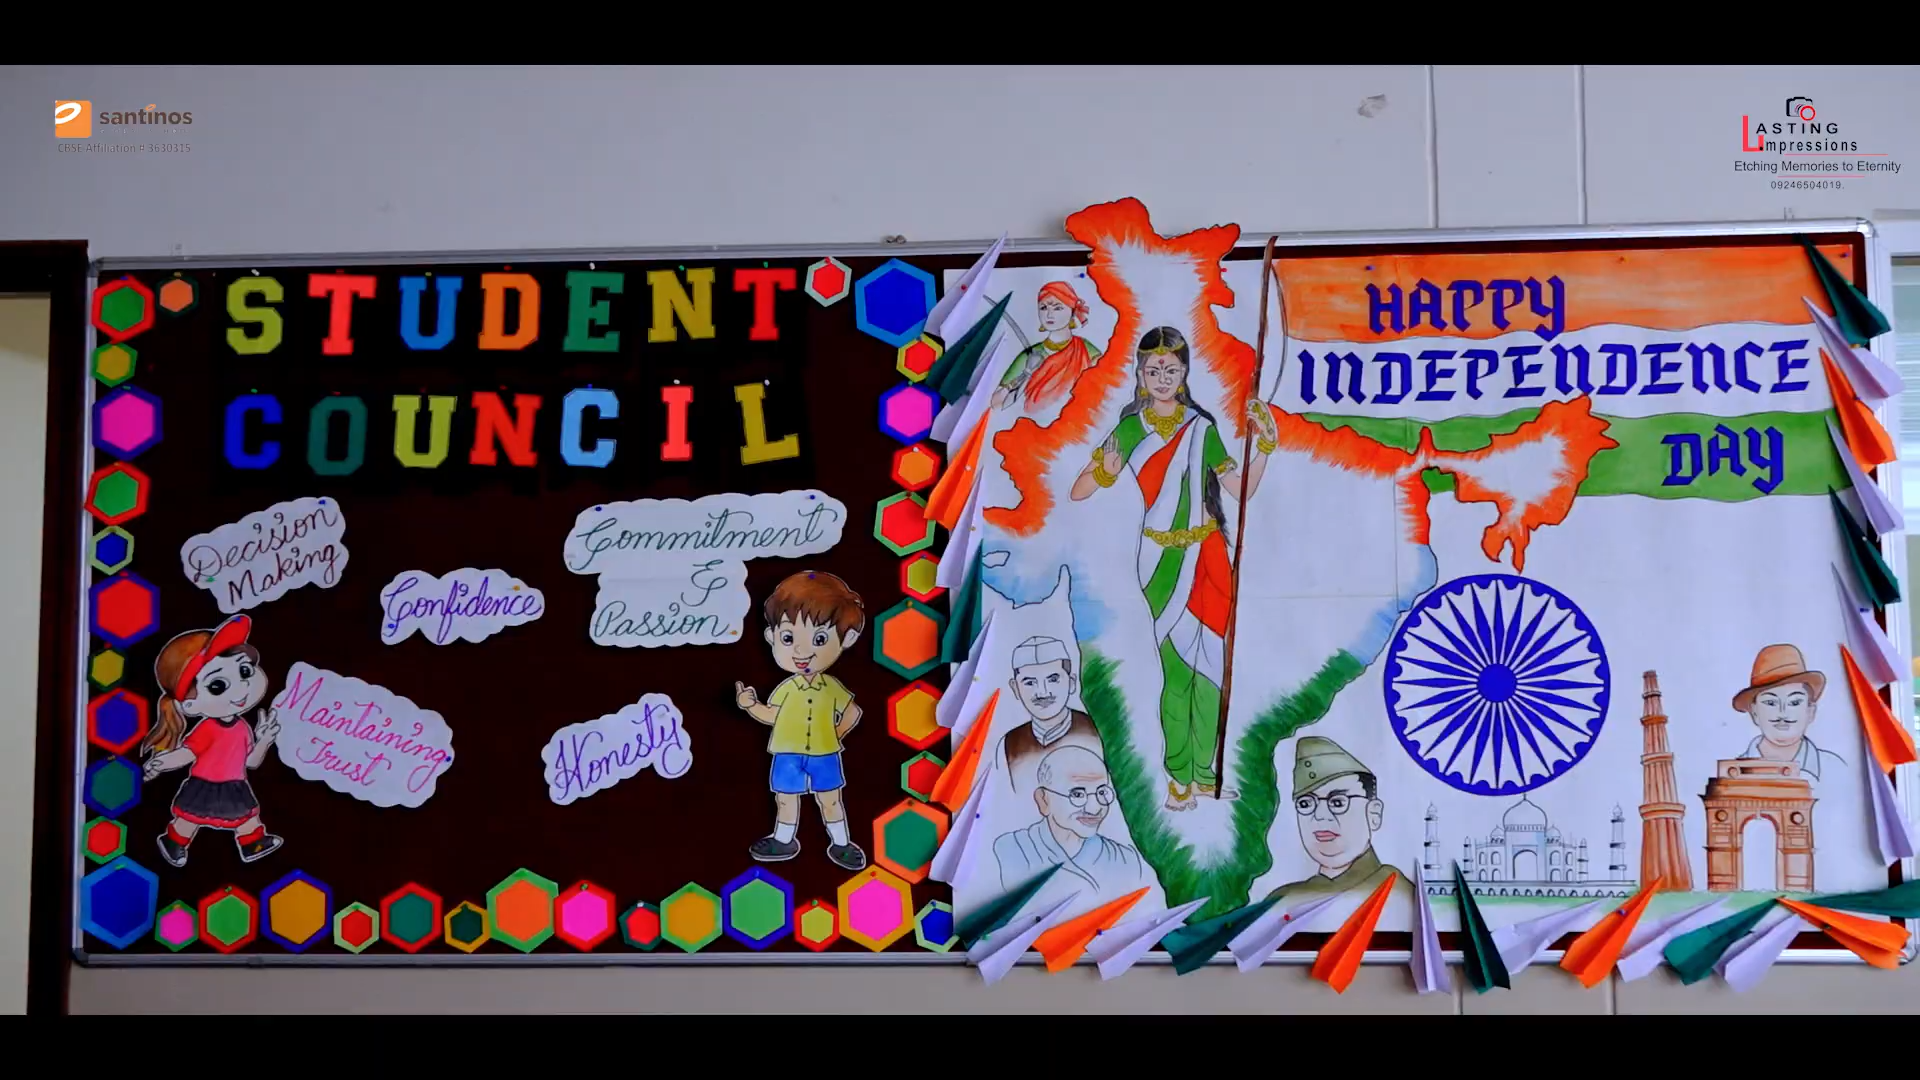 santinos
CBSE Affiliation # 3630315
LASTING
Impressions
Etching Memories to Eternity
09246504019.
STUDENT
COUNCIL
Decision
Making
Confidence
Commitment
&
Passion
Maintaining
Trust
Honesty
HAPPY
INDEPENDENCE
DAY